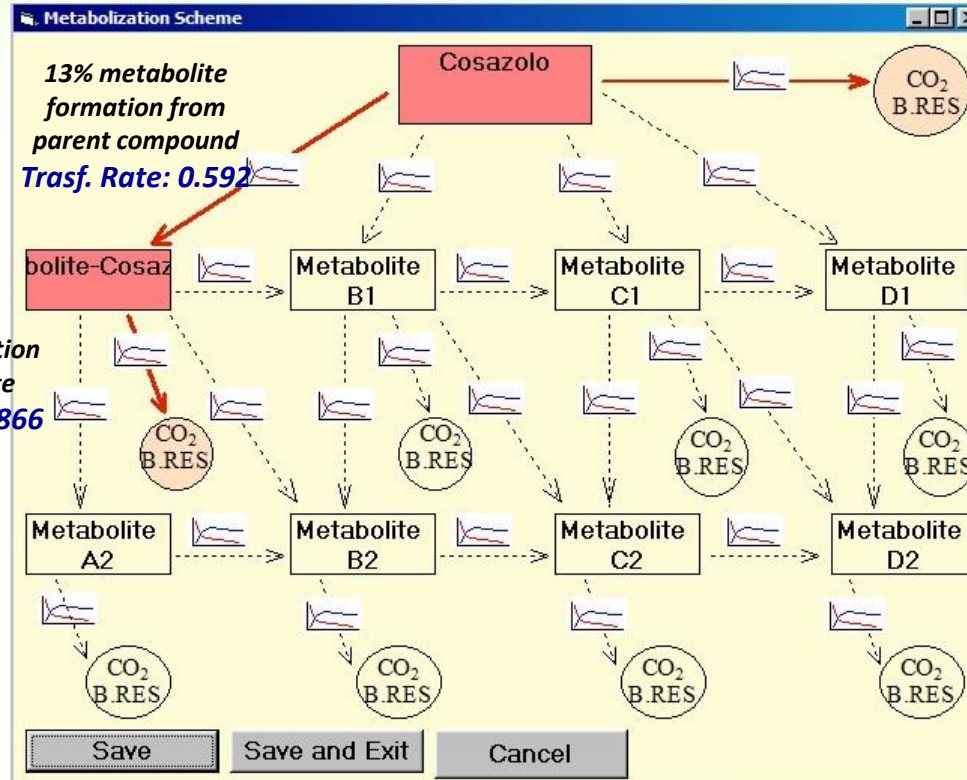 Metabolization Scheme
Cosazolo
13% metabolite
formation from
parent compound
Trasf. Rate: 0.592
CO2
B.RES
bolite-Cosaz
Metabolite
B1
Metabolite
C1
Metabolite
D1
866
CO2
B.RES
CO2
B.RES
CO2
B.RES
CO2
B.RES
Metabolite
A2
Metabolite
B2
Metabolite
C2
Metabolite
D2
CO2
B.RES
CO2
B.RES
CO2
B.RES
CO2
B.RES
Save
Save and Exit
Cancel